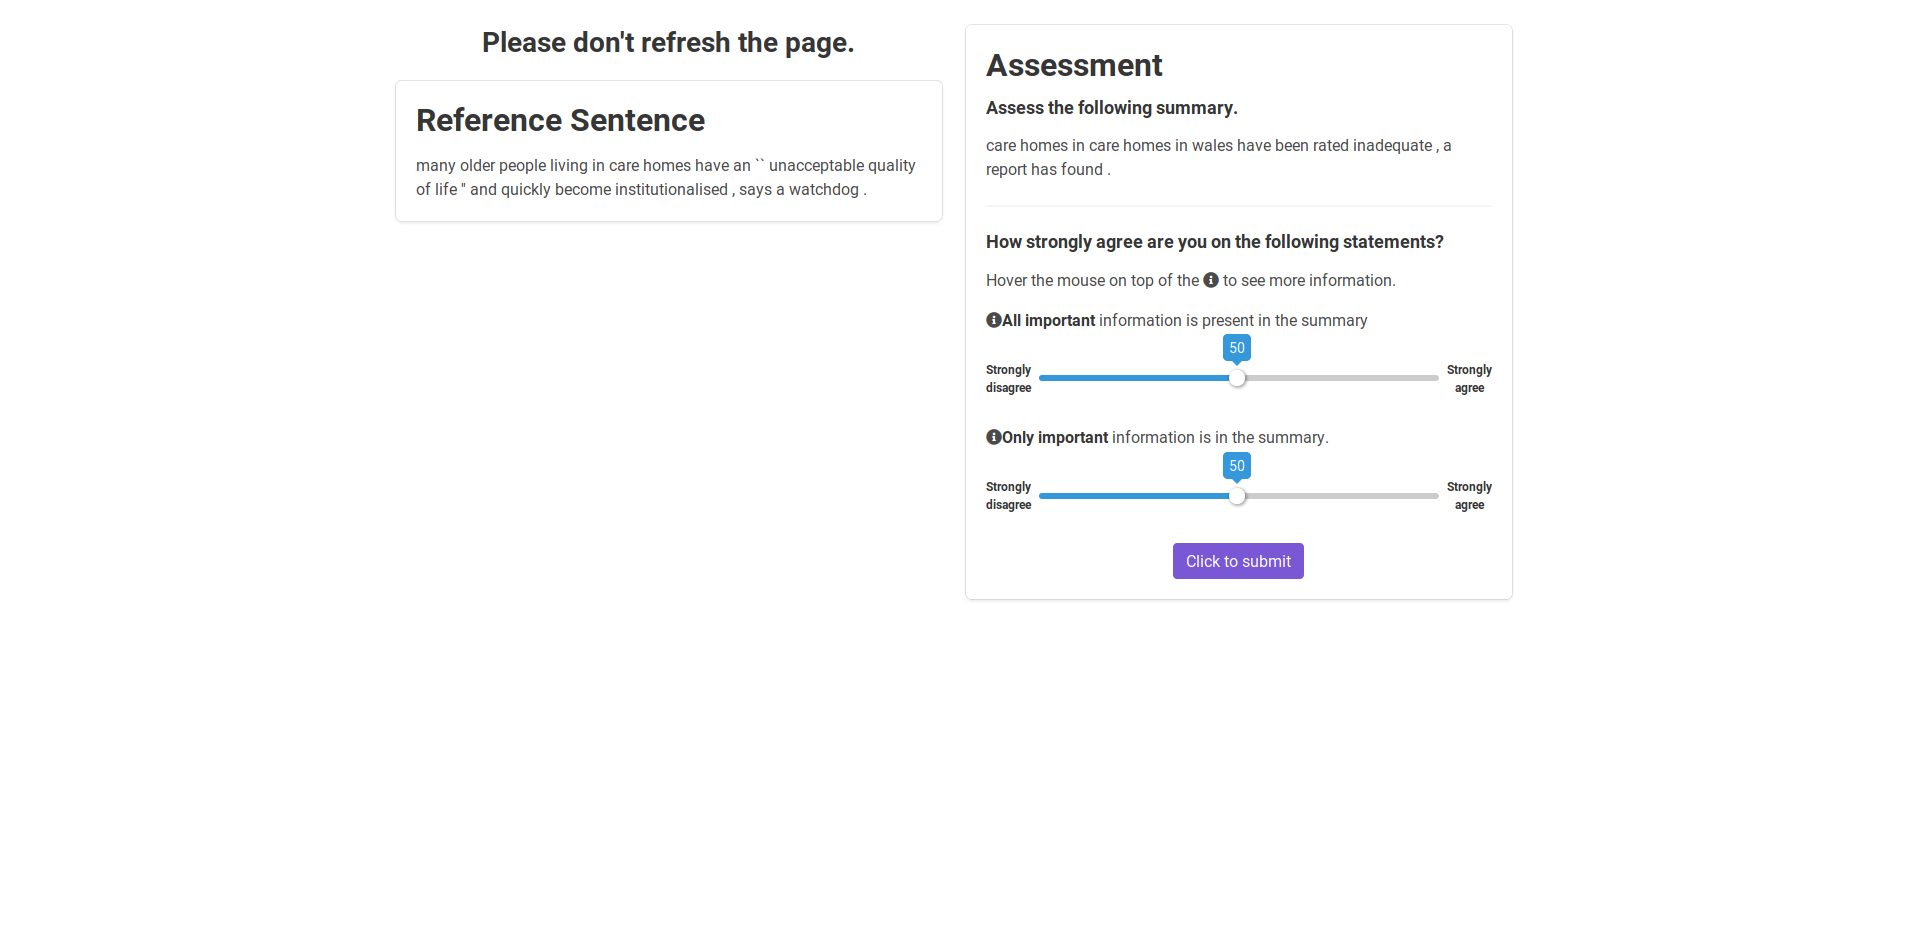 Please don't refresh the page.
Reference Sentence
many older people living in care homes have an `` unacceptable quality
of life '' and quickly become institutionalised , says a watchdog .
Assessment
Assess the following summary.
care homes in care homes in wales have been rated inadequate , a
report has found .
How strongly agree are you on the following statements?
Hover the mouse on top of the to see more information.
All important information is present in the summary
50
Strongly disagree
Strongly agree
Only important information is in the summary.
50
Strongly disagree
Strongly agree
Click to submit